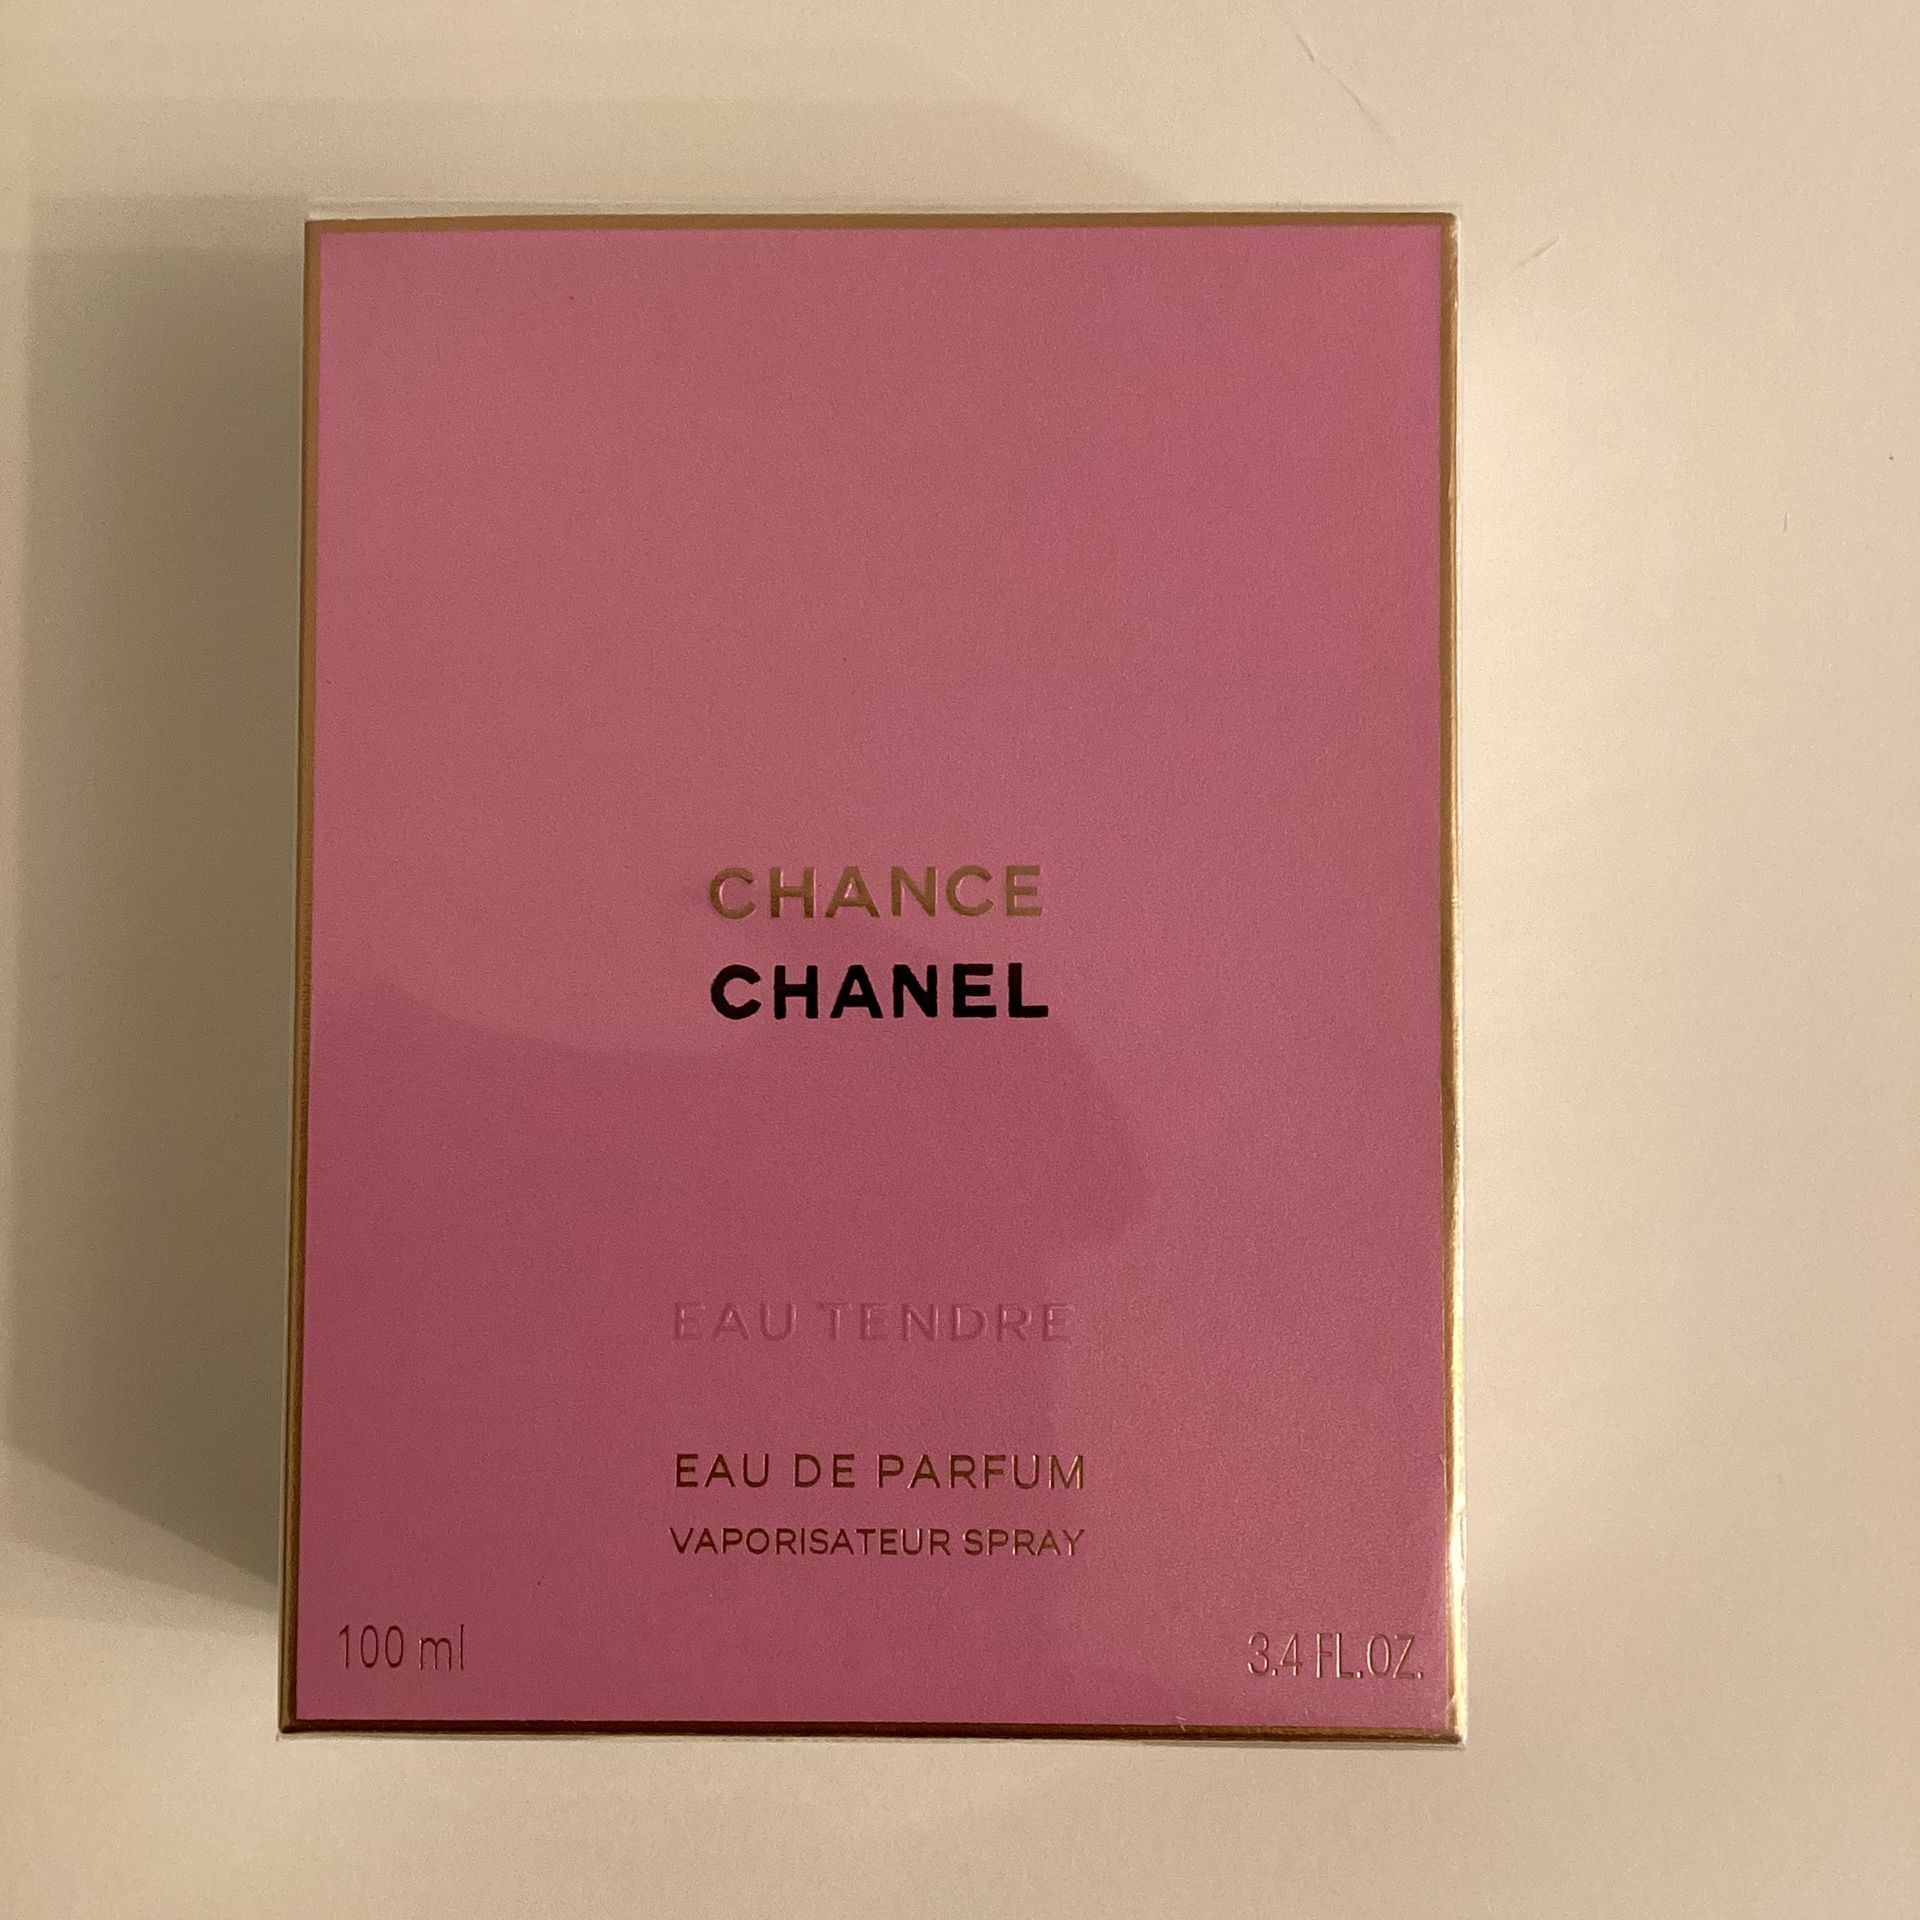 CHANCE
CHANEL
EAU TENDRE
EAU DE PARFUM
VAPORISATEUR SPRAY
100 ml
3.4 FL.OZ.